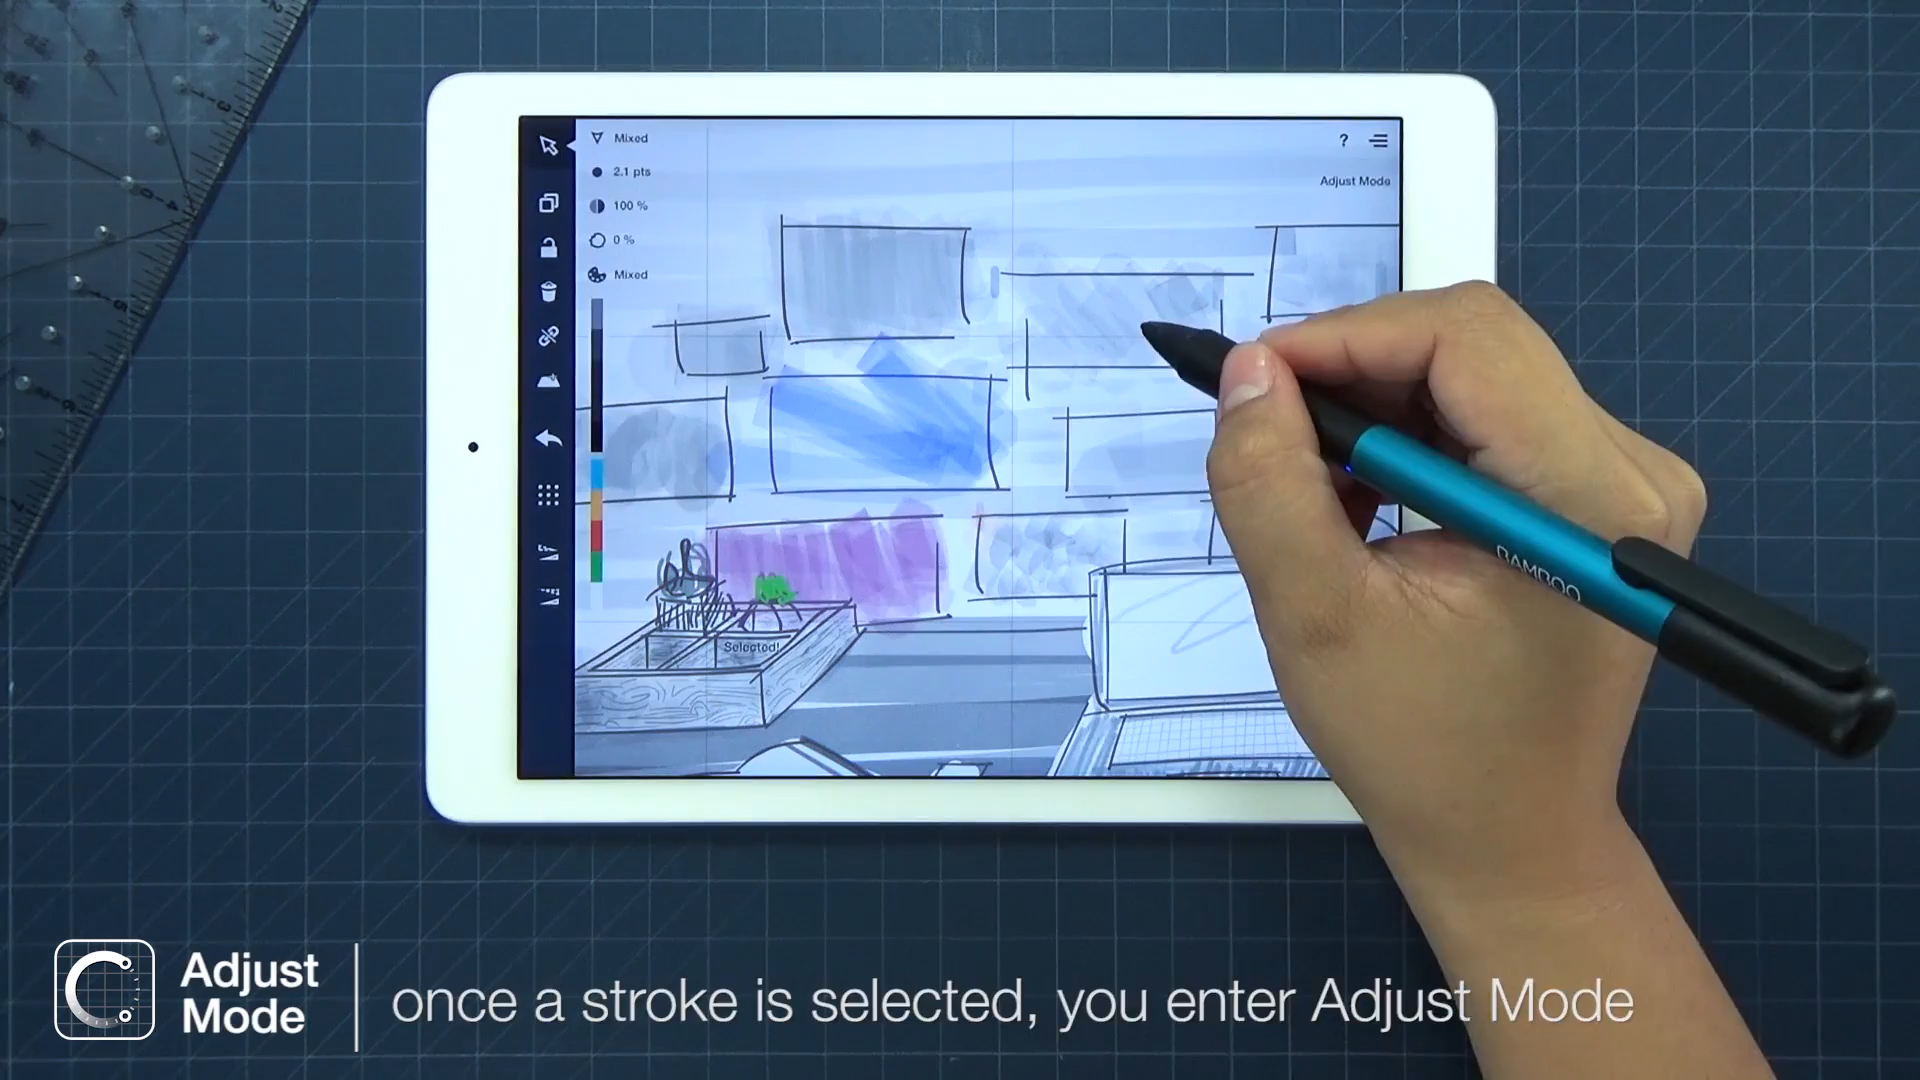 Mixed
2.1 pts
100 %
0 %
Mixed
?
Adjust Mode
Selected!
BAMBOO
Adjust
Mode
once a stroke is selected, you enter Adjust Mode